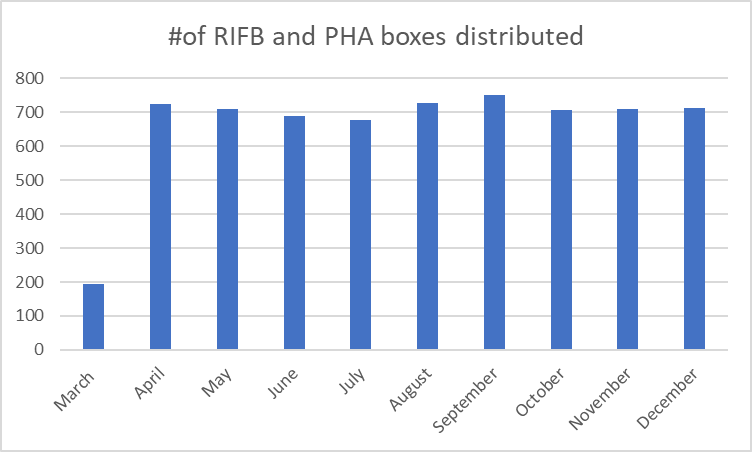 #of RIFB and PHA boxes distributed
800
700
600
500
400
300
200
100
0
March
April
May
June
July
August
September
October
November
December